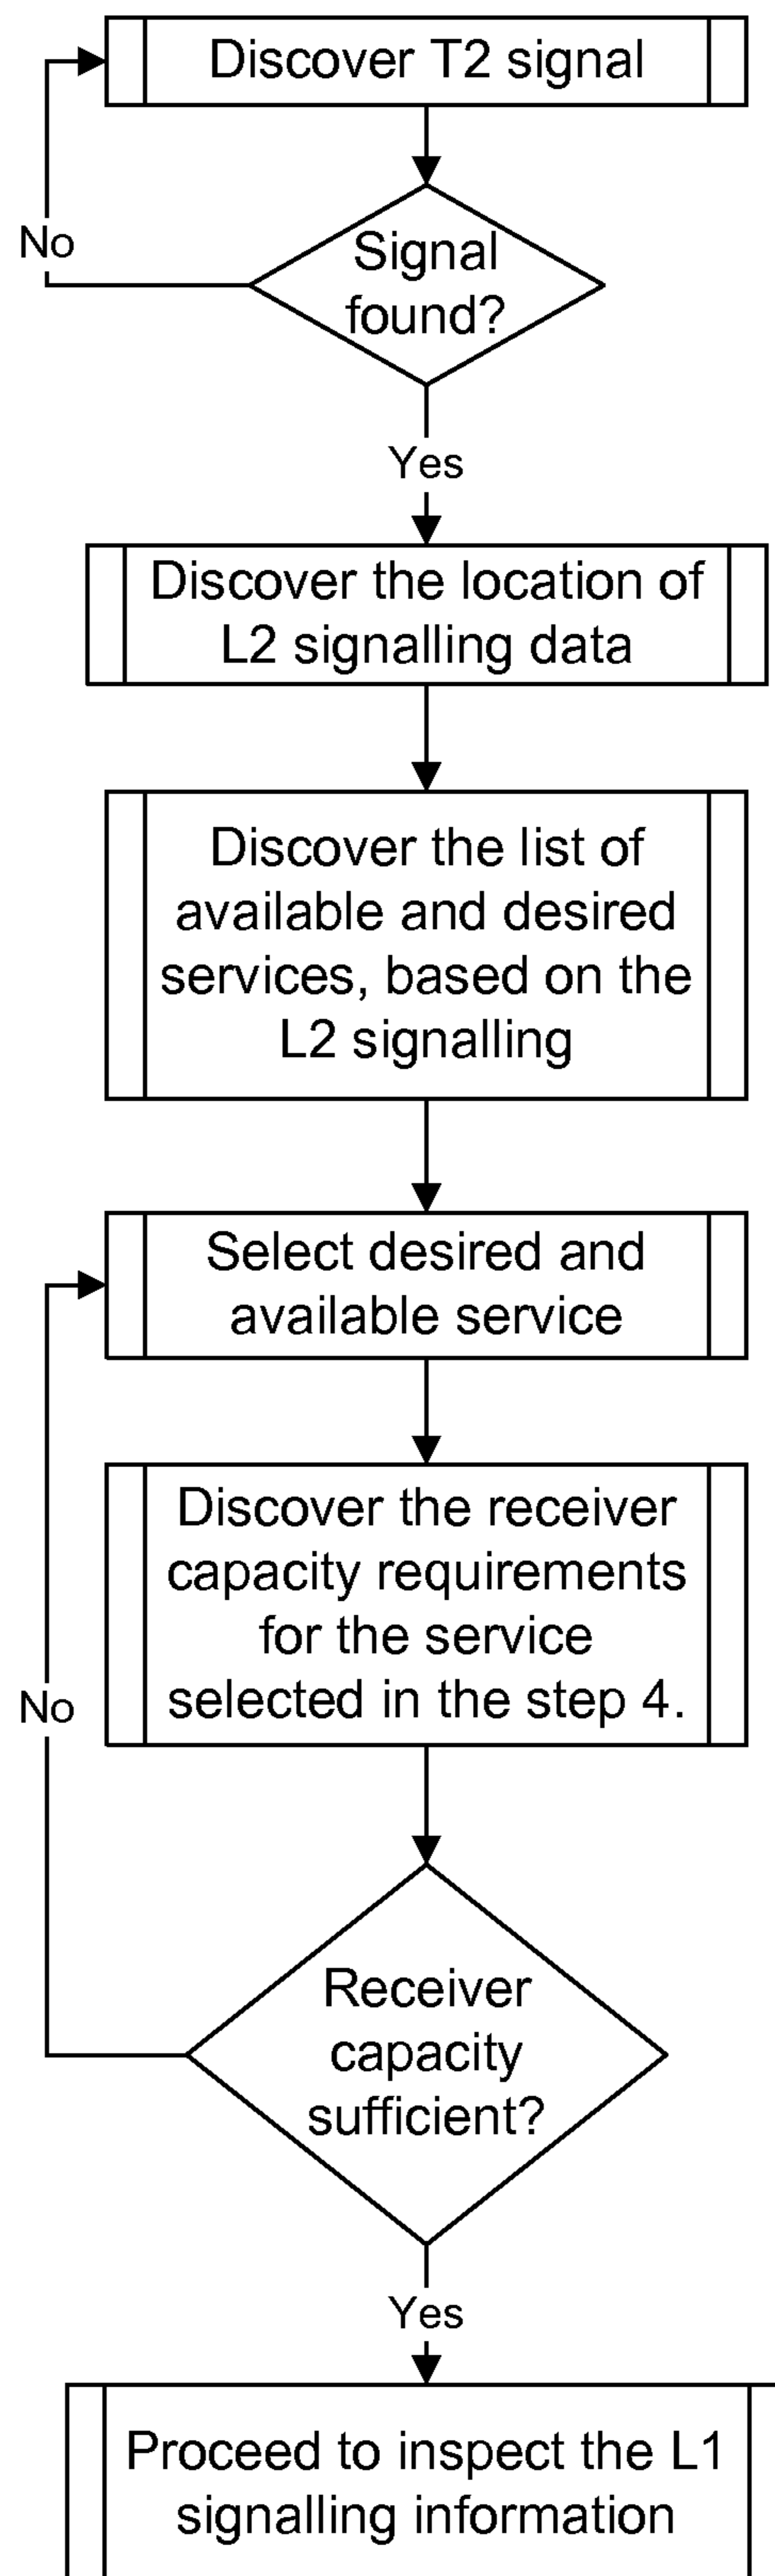 Discover T2 signal
Signal
found?
No
Yes
Discover the location of
L2 signalling data
Discover the list of
available and desired
services, based on the
L2 signalling
Select desired and
available service
Discover the receiver
capacity requirements
for the service
selected in the step 4.
No
Receiver
capacity
sufficient?
Yes
Proceed to inspect the L1
signalling information